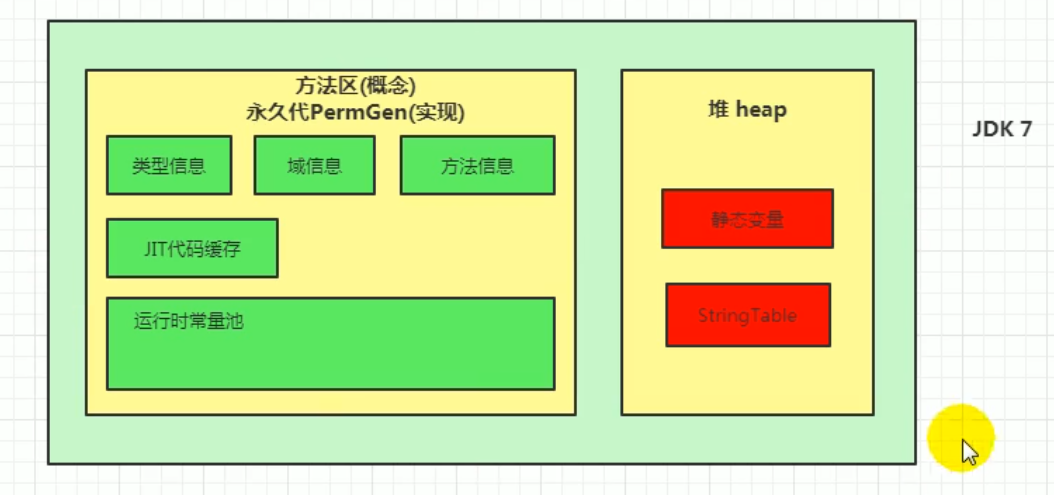 方法区(概念)
永久代PermGen(实现)
类型信息
域信息
方法信息
JIT代码缓存
运行时常量池
堆 heap
静态变量
StringTable
JDK 7